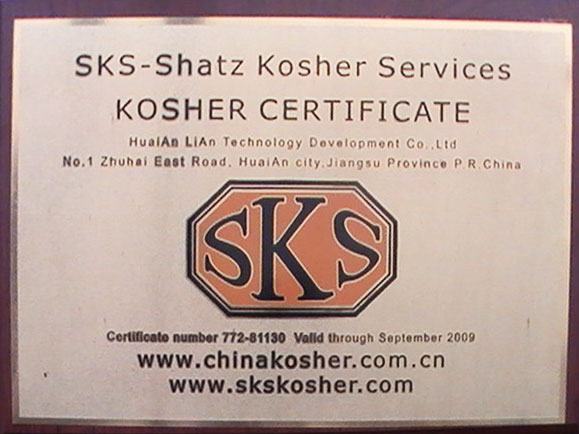 SKS-Shatz Kosher Services
KOSHER CERTIFICATE
HuaiAn LiAn Technology Development Co.,Ltd
No.1 Zhuhai East Road, HuaiAn city,Jiangsu Province P.R.China
SKS
Certificate number 772-81130 Valid through September 2009
www.chinakosher.com.cn
www.skskosher.com